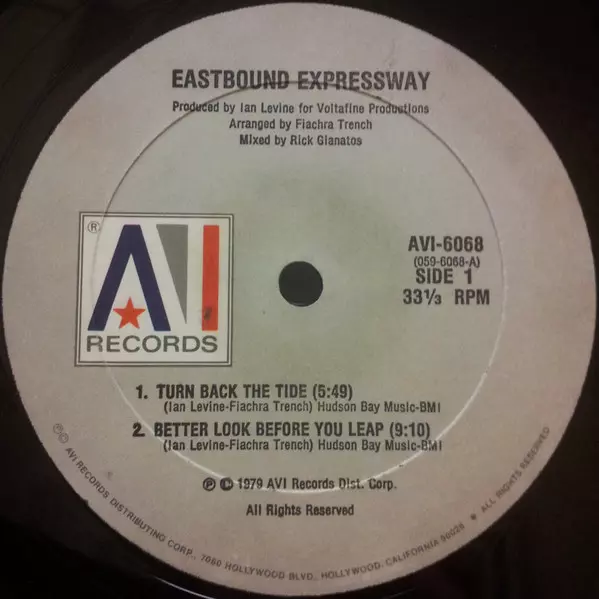 EASTBOUND EXPRESSWAY
Produced by Ian Levine for Voltafine Productions
Arranged by Fiachra Trench
Mixed by Rick Gianatos
®
AVI
RECORDS
AVI-6068
(059-6068-A)
SIDE 1
33⅓ RPM
1. TURN BACK THE TIDE (5:49)
(Ian Levine-Fiachra Trench) Hudson Bay Music-BMI
2. BETTER LOOK BEFORE YOU LEAP (9:10)
(Ian Levine-Fiachra Trench) Hudson Bay Music-BMI
℗ © 1979 AVI Records Dist. Corp.
All Rights Reserved
℗© AVI RECORDS DISTRIBUTING CORP., 7060 HOLLYWOOD BLVD., HOLLYWOOD, CALIFORNIA 90028 ★ ALL RIGHTS RESERVED